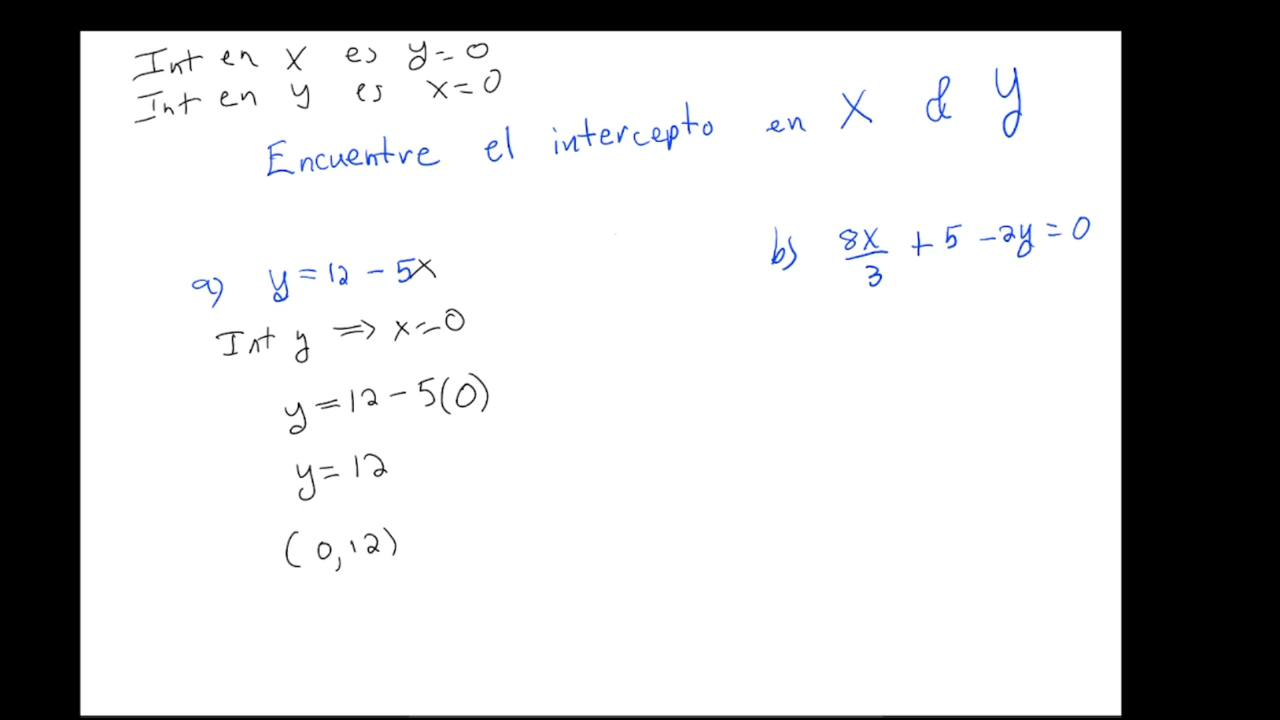 Int en x es y=0
Int en y es x=0
Encuentre el intercepto en X & Y
a) y = 12 - 5x
Int y ⇒ x=0
y = 12 - 5(0)
y = 12
(0,12)
b) 8x/3 + 5 - 2y = 0